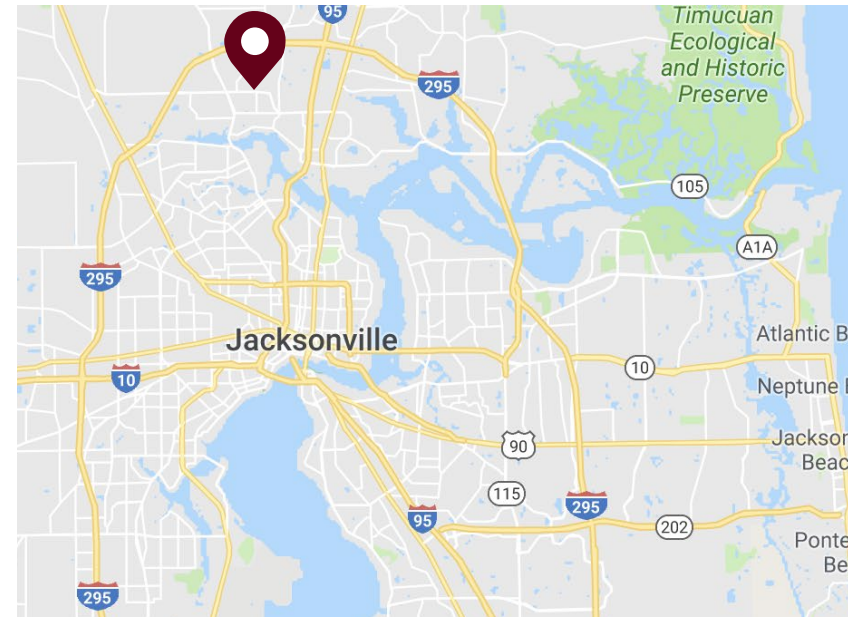 95
Timucuan
Ecological
and Historic
Preserve
295
105
A1A
295
Jacksonville
Atlantic B
10
10
Neptune
90
Jackson
Beac
115
95
295
202
Ponte
Be
295